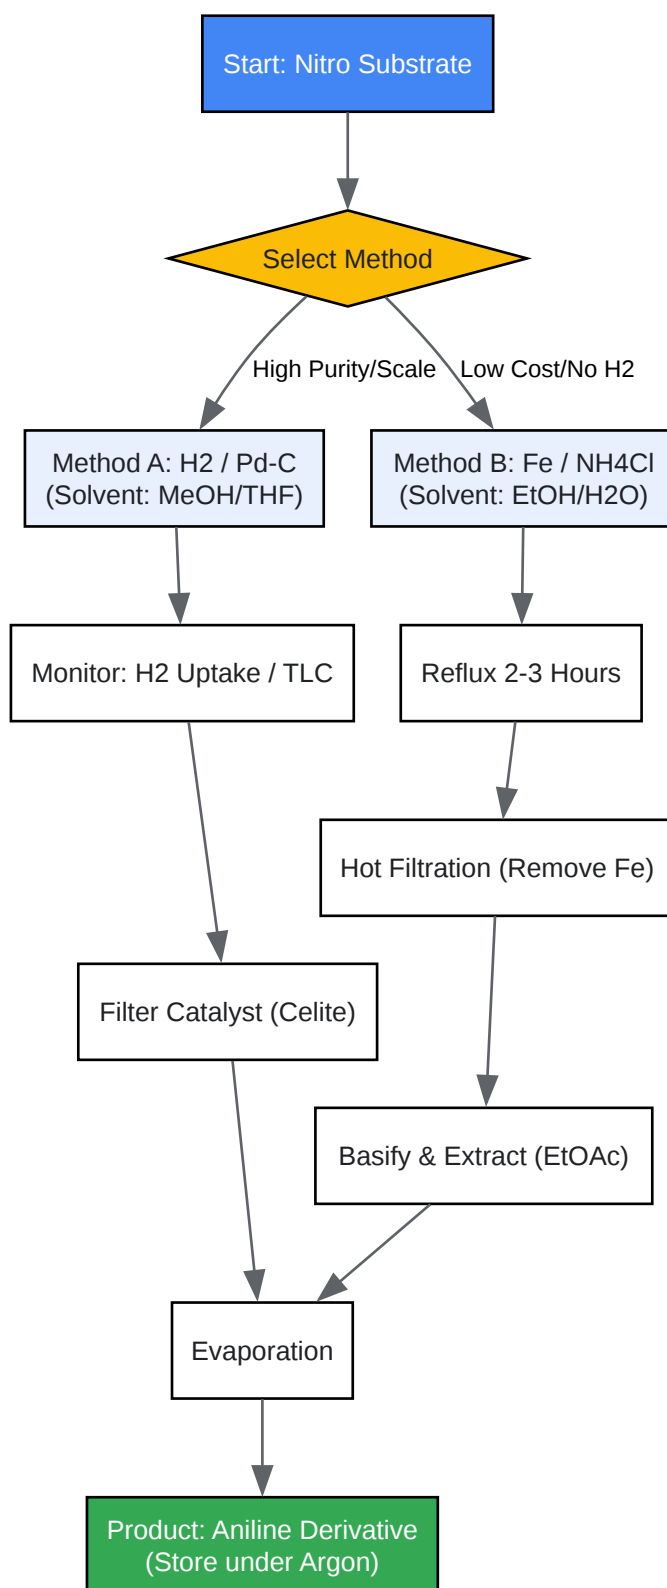 Start: Nitro Substrate
Select Method
High Purity/Scale
Low Cost/No H2
Method A: H2 / Pd-C
(Solvent: MeOH/THF)
Method B: Fe / NH4Cl
(Solvent: EtOH/H2O)
Monitor: H2 Uptake / TLC
Reflux 2-3 Hours
Hot Filtration (Remove Fe)
Filter Catalyst (Celite)
Basify & Extract (EtOAc)
Evaporation
Product: Aniline Derivative
(Store under Argon)